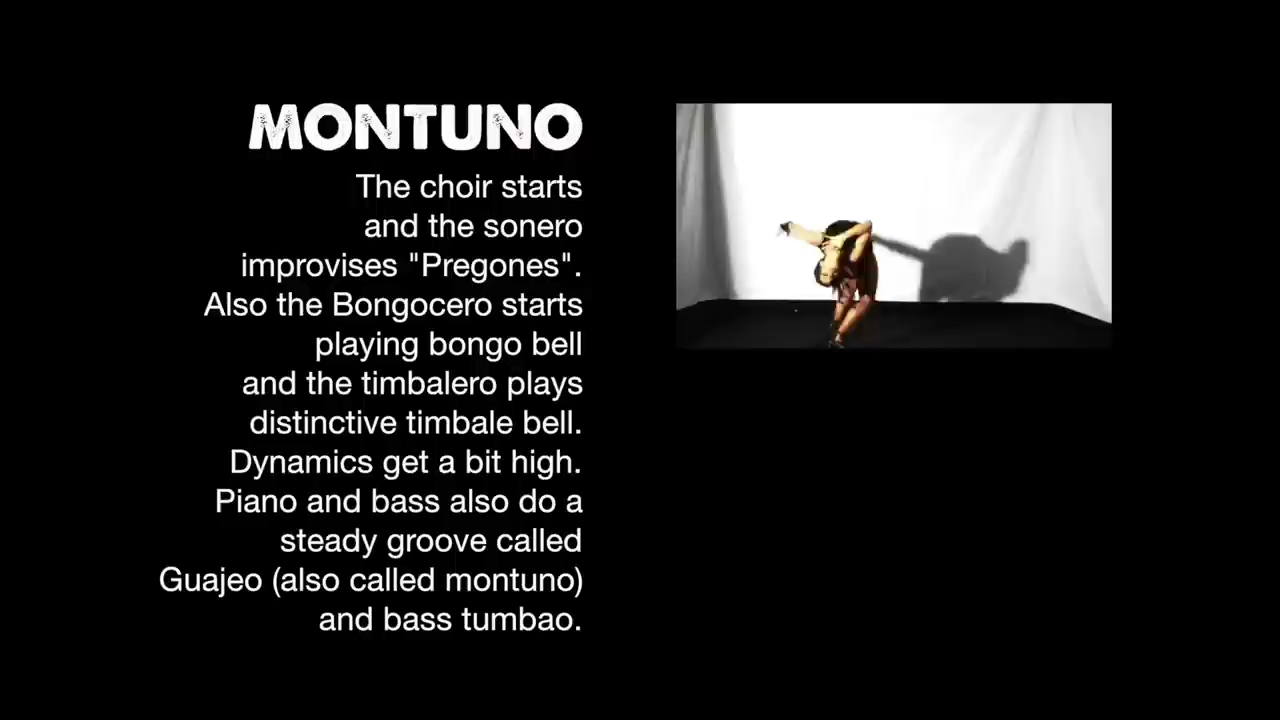 MONTUNO
The choir starts
and the sonero
improvises "Pregones".
Also the Bongocero starts
playing bongo bell
and the timbalero plays
distinctive timbale bell.
Dynamics get a bit high.
Piano and bass also do a
steady groove called
Guajeo (also called montuno)
and bass tumbao.